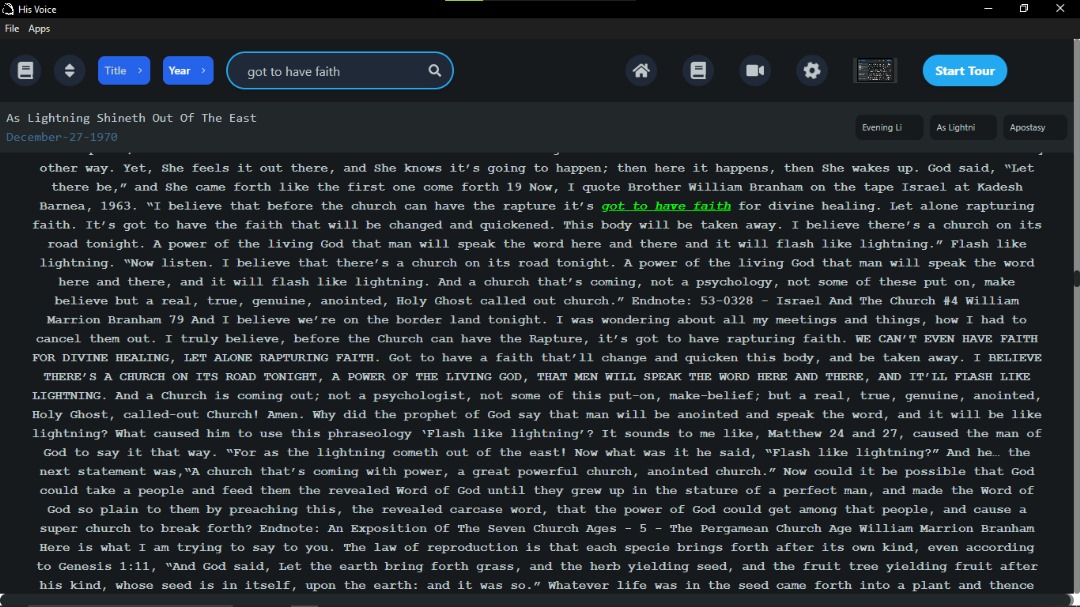 His Voice
File Apps
Title Year got to have faith Start Tour
As Lightning Shineth Out Of The East
December-27-1970
Evening Li As Lightni Apostasy
other way. Yet, She feels it out there, and She knows it's going to happen; then here it happens, then She wakes up. God said, “Let
there be,” and She came forth like the first one come forth 19 Now, I quote Brother William Branham on the tape Israel at Kadesh
Barnea, 1963. “I believe that before the church can have the rapture it's got to have faith for divine healing. Let alone rapturing
faith. It's got to have the faith that will be changed and quickened. This body will be taken away. I believe there's a church on its
road tonight. A power of the living God that man will speak the word here and there and it will flash like lightning.” Flash like
lightning. “Now listen. I believe that there's a church on its road tonight. A power of the living God that man will speak the word
here and there, and it will flash like lightning. And a church that's coming, not a psychology, not some of these put on, make
believe but a real, true, genuine, anointed, Holy Ghost called out church.” Endnote: 53-0328 - Israel And The Church #4 William
Marrion Branham 79 And I believe we're on the border land tonight. I was wondering about all my meetings and things, how I had to
cancel them out. I truly believe, before the Church can have the Rapture, it's got to have rapturing faith. WE CAN'T EVEN HAVE FAITH
FOR DIVINE HEALING, LET ALONE RAPTURING FAITH. Got to have a faith that'll change and quicken this body, and be taken away. I BELIEVE
THERE'S A CHURCH ON ITS ROAD TONIGHT, A POWER OF THE LIVING GOD, THAT MEN WILL SPEAK THE WORD HERE AND THERE, AND IT'LL FLASH LIKE
LIGHTNING. And a Church is coming out; not a psychologist, not some of this put-on, make-belief; but a real, true, genuine, anointed,
Holy Ghost, called-out Church! Amen. Why did the prophet of God say that man will be anointed and speak the word, and it will be like
lightning? What caused him to use this phraseology ‘Flash like lightning’? It sounds to me like, Matthew 24 and 27, caused the man of
God to say it that way. “For as the lightning cometh out of the east! Now what was it he said, “Flash like lightning?” And he… the
next statement was,“A church that's coming with power, a great powerful church, anointed church.” Now could it be possible that God
could take a people and feed them the revealed Word of God until they grew up in the stature of a perfect man, and made the Word of
God so plain to them by preaching this, the revealed carcase word, that the power of God could get among that people, and cause a
super church to break forth? Endnote: An Exposition Of The Seven Church Ages - 5 - The Pergamean Church Age William Marrion Branham
Here is what I am trying to say to you. The law of reproduction is that each specie brings forth after its own kind, even according
to Genesis 1:11, “And God said, Let the earth bring forth grass, and the herb yielding seed, and the fruit tree yielding fruit after
his kind, whose seed is in itself, upon the earth: and it was so.” Whatever life was in the seed came forth into a plant and thence